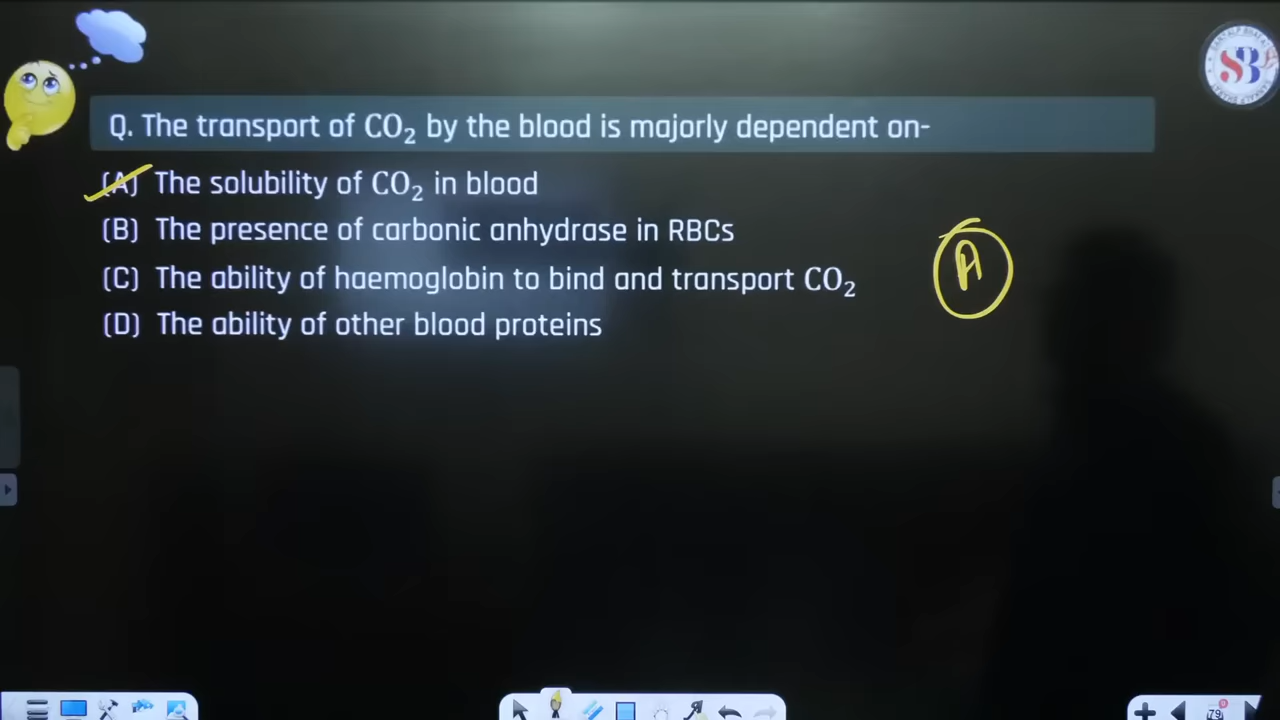 Q. The transport of CO₂ by the blood is majorly dependent on-
(A) The solubility of CO₂ in blood
(B) The presence of carbonic anhydrase in RBCs
(C) The ability of haemoglobin to bind and transport CO₂
A
(D) The ability of other blood proteins
SB
79